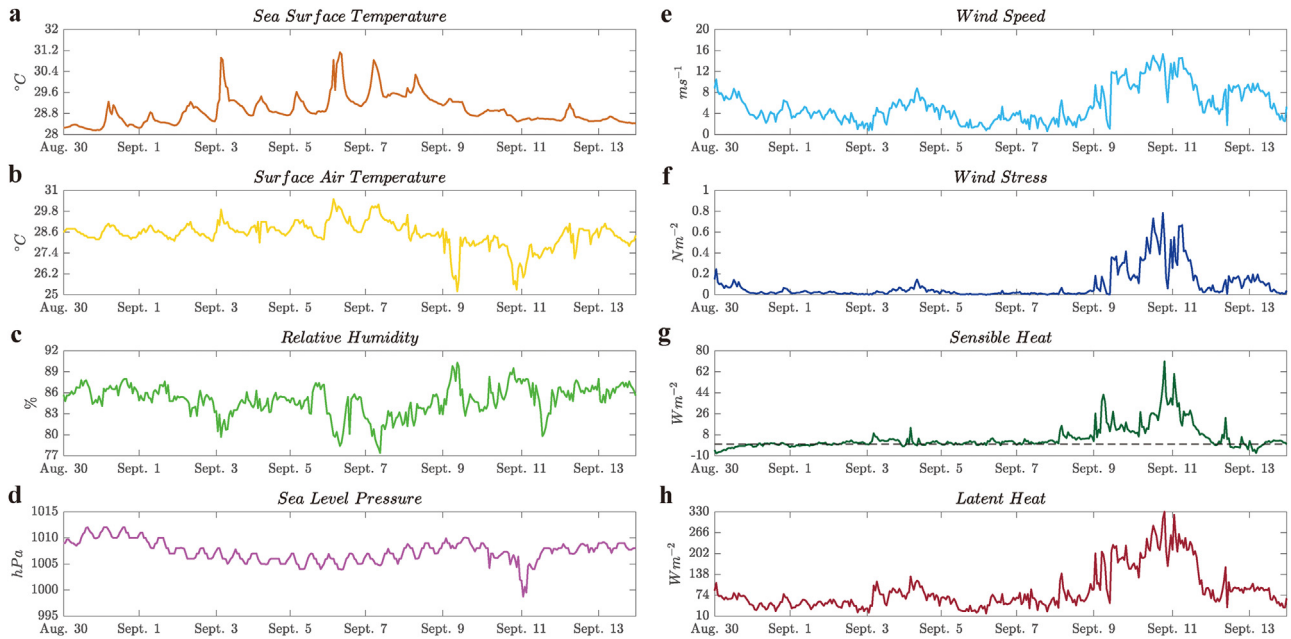 a Sea Surface Temperature
32
31.2
30.4
29.6
28.8
28
°C
Aug. 30 Sept. 1 Sept. 3 Sept. 5 Sept. 7 Sept. 9 Sept. 11 Sept. 13
b Surface Air Temperature
31
29.8
28.6
27.4
26.2
25
°C
Aug. 30 Sept. 1 Sept. 3 Sept. 5 Sept. 7 Sept. 9 Sept. 11 Sept. 13
c Relative Humidity
92
89
86
83
80
77
%
Aug. 30 Sept. 1 Sept. 3 Sept. 5 Sept. 7 Sept. 9 Sept. 11 Sept. 13
d Sea Level Pressure
1015
1010
1005
1000
995
hPa
Aug. 30 Sept. 1 Sept. 3 Sept. 5 Sept. 7 Sept. 9 Sept. 11 Sept. 13
e Wind Speed
20
16
12
8
4
0
ms⁻¹
Aug. 30 Sept. 1 Sept. 3 Sept. 5 Sept. 7 Sept. 9 Sept. 11 Sept. 13
f Wind Stress
1
0.8
0.6
0.4
0.2
0
Nm⁻²
Aug. 30 Sept. 1 Sept. 3 Sept. 5 Sept. 7 Sept. 9 Sept. 11 Sept. 13
g Sensible Heat
80
62
44
26
8
-10
Wm⁻²
Aug. 30 Sept. 1 Sept. 3 Sept. 5 Sept. 7 Sept. 9 Sept. 11 Sept. 13
h Latent Heat
330
266
202
138
74
10
Wm⁻²
Aug. 30 Sept. 1 Sept. 3 Sept. 5 Sept. 7 Sept. 9 Sept. 11 Sept. 13